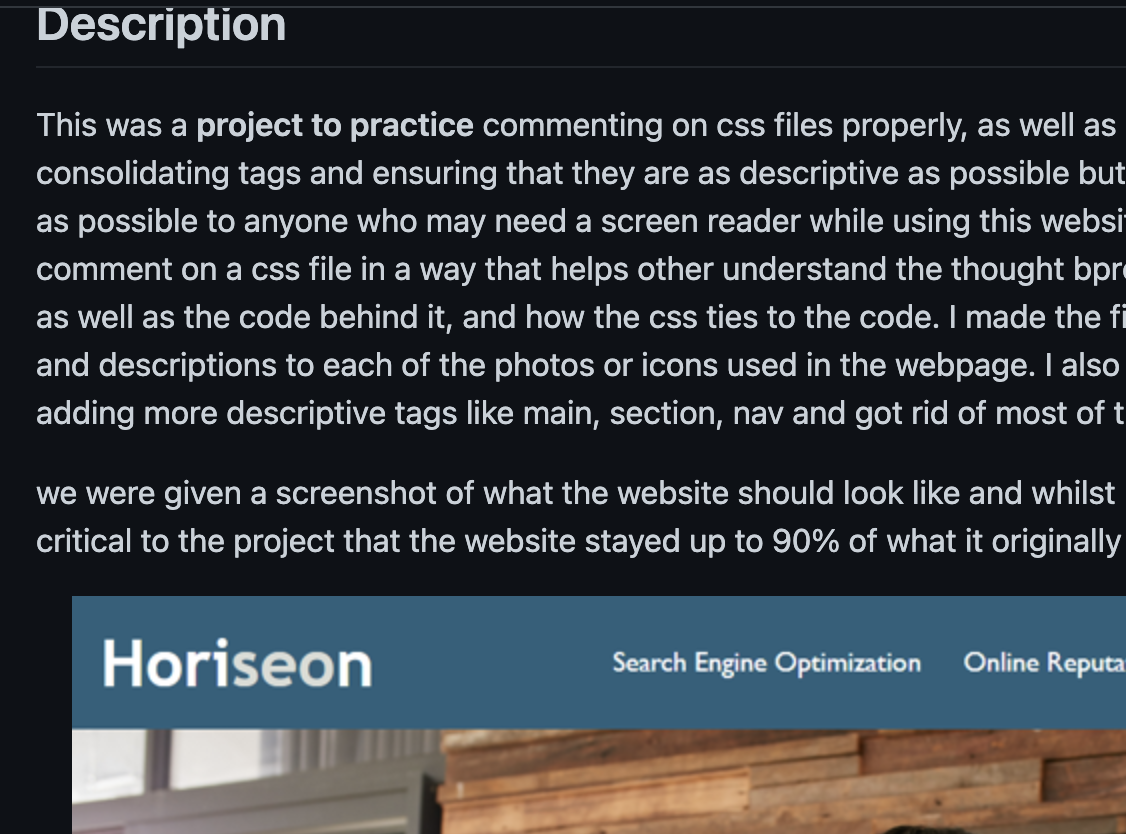 Description
This was a project to practice commenting on css files properly, as well as
consolidating tags and ensuring that they are as descriptive as possible but
as possible to anyone who may need a screen reader while using this websit
comment on a css file in a way that helps other understand the thought bpro
as well as the code behind it, and how the css ties to the code. I made the fi
and descriptions to each of the photos or icons used in the webpage. I also
adding more descriptive tags like main, section, nav and got rid of most of t
we were given a screenshot of what the website should look like and whilst
critical to the project that the website stayed up to 90% of what it originally
Horiseon
Search Engine Optimization
Online Reputa